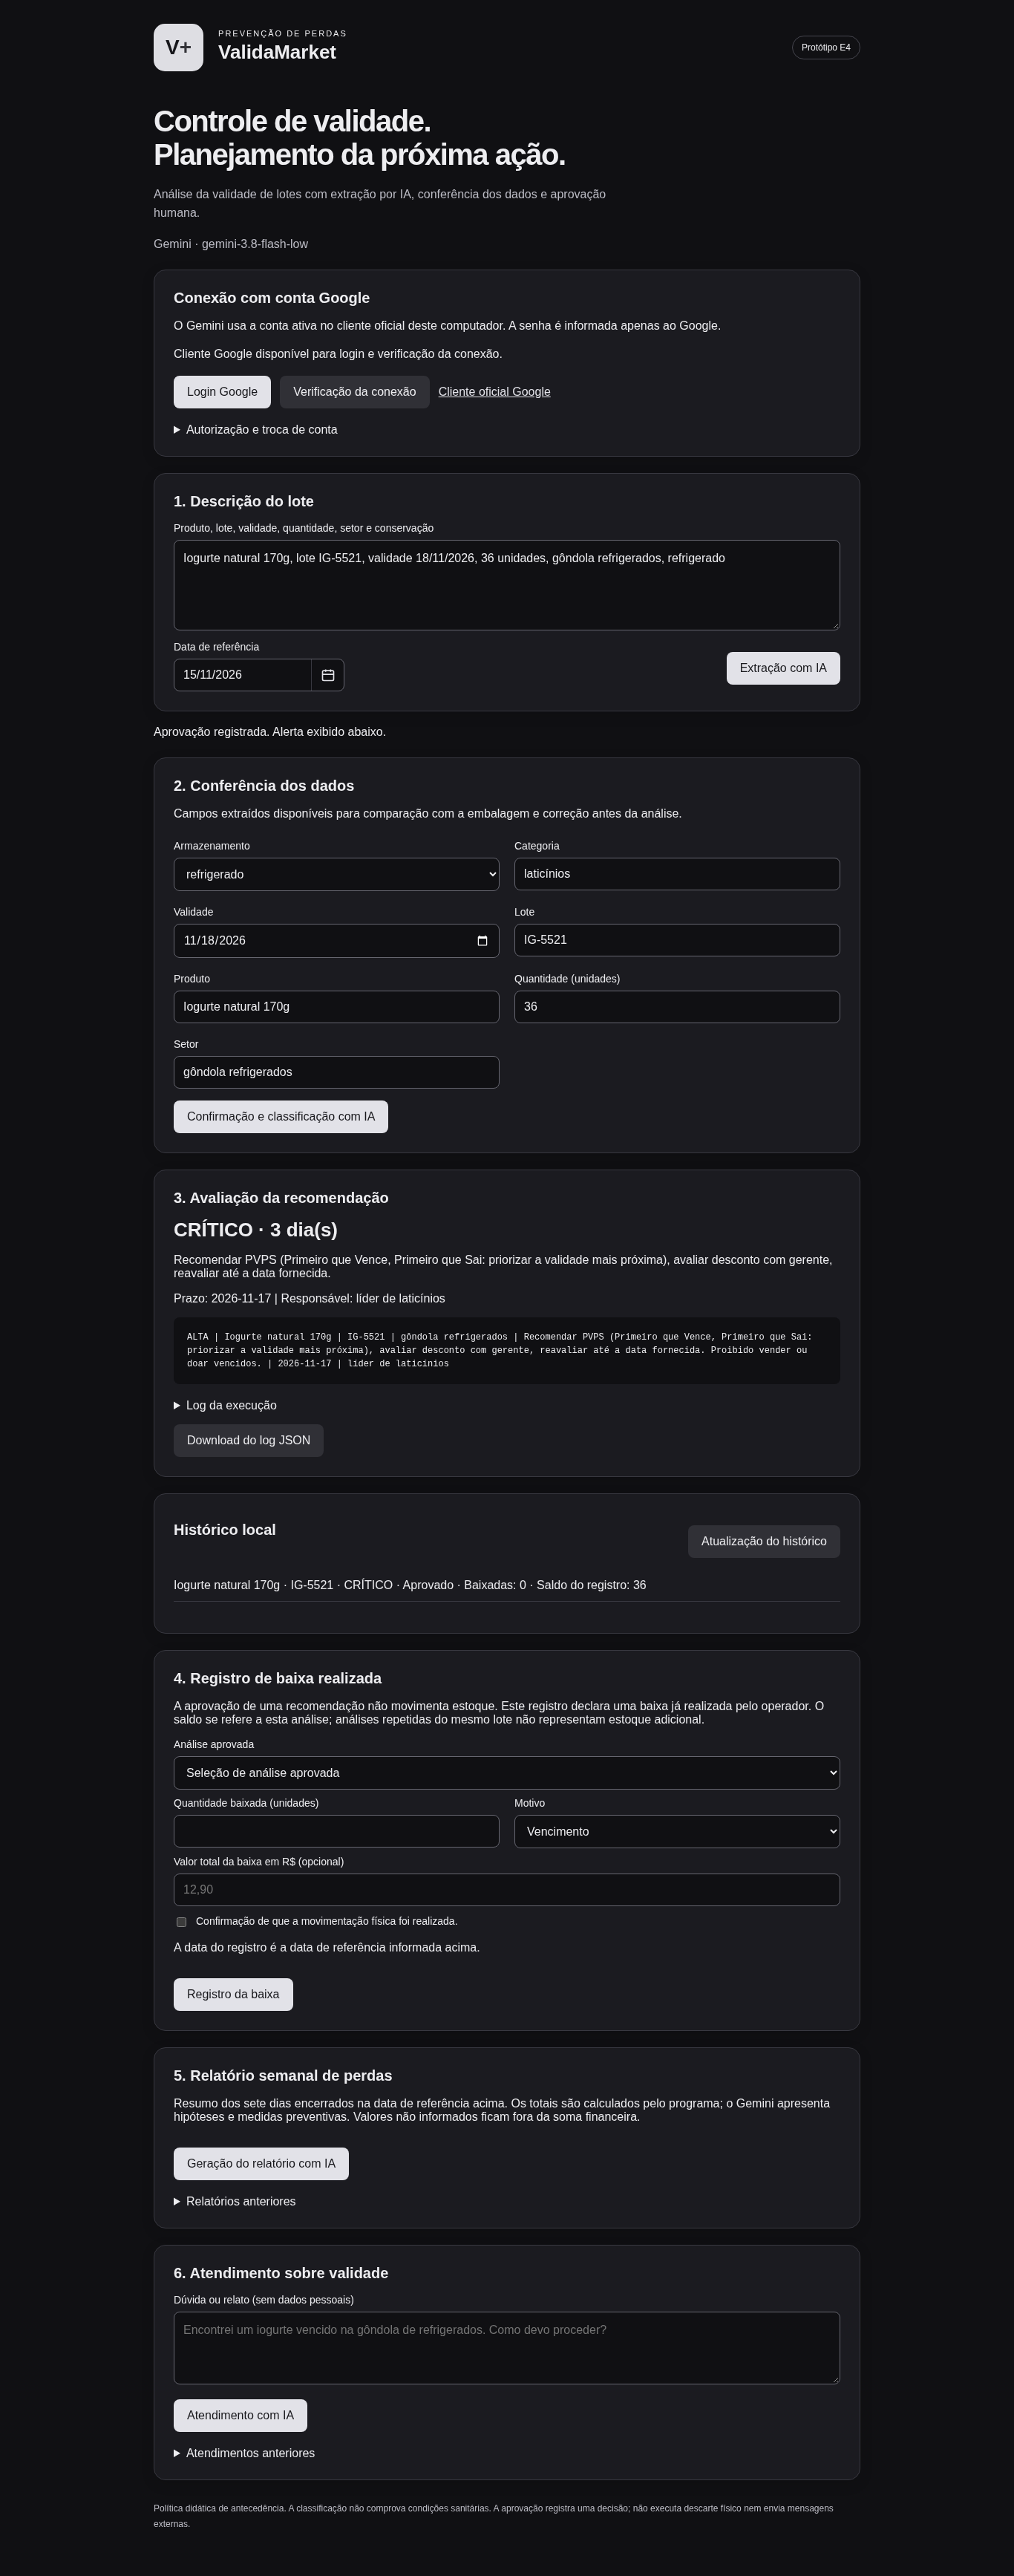 V+
PREVENÇÃO DE PERDAS
ValidaMarket
Protótipo E4
Controle de validade.
Planejamento da próxima ação.
Análise da validade de lotes com extração por IA, conferência dos dados e aprovação
humana.
Gemini · gemini-3.8-flash-low
Conexão com conta Google
O Gemini usa a conta ativa no cliente oficial deste computador. A senha é informada apenas ao Google.
Cliente Google disponível para login e verificação da conexão.
Login Google
Verificação da conexão
Cliente oficial Google
Autorização e troca de conta
1. Descrição do lote
Produto, lote, validade, quantidade, setor e conservação
Iogurte natural 170g, lote IG-5521, validade 18/11/2026, 36 unidades, gôndola refrigerados, refrigerado
Data de referência
15/11/2026
Extração com IA
Aprovação registrada. Alerta exibido abaixo.
2. Conferência dos dados
Campos extraídos disponíveis para comparação com a embalagem e correção antes da análise.
Armazenamento
Categoria
refrigerado
laticínios
Validade
Lote
11/18/2026
IG-5521
Produto
Quantidade (unidades)
Iogurte natural 170g
36
Setor
gôndola refrigerados
Confirmação e classificação com IA
3. Avaliação da recomendação
CRÍTICO · 3 dia(s)
Recomendar PVPS (Primeiro que Vence, Primeiro que Sai: priorizar a validade mais próxima), avaliar desconto com gerente,
reavaliar até a data fornecida.
Prazo: 2026-11-17 | Responsável: líder de laticínios
ALTA | Iogurte natural 170g | IG-5521 | gôndola refrigerados | Recomendar PVPS (Primeiro que Vence, Primeiro que Sai:
priorizar a validade mais próxima), avaliar desconto com gerente, reavaliar até a data fornecida. Proibido vender ou
doar vencidos. | 2026-11-17 | líder de laticínios
Log da execução
Download do log JSON
Histórico local
Atualização do histórico
Iogurte natural 170g · IG-5521 · CRÍTICO · Aprovado · Baixadas: 0 · Saldo do registro: 36
4. Registro de baixa realizada
A aprovação de uma recomendação não movimenta estoque. Este registro declara uma baixa já realizada pelo operador. O
saldo se refere a esta análise; análises repetidas do mesmo lote não representam estoque adicional.
Análise aprovada
Seleção de análise aprovada
Quantidade baixada (unidades)
Motivo
Vencimento
Valor total da baixa em R$ (opcional)
12,90
Confirmação de que a movimentação física foi realizada.
A data do registro é a data de referência informada acima.
Registro da baixa
5. Relatório semanal de perdas
Resumo dos sete dias encerrados na data de referência acima. Os totais são calculados pelo programa; o Gemini apresenta
hipóteses e medidas preventivas. Valores não informados ficam fora da soma financeira.
Geração do relatório com IA
Relatórios anteriores
6. Atendimento sobre validade
Dúvida ou relato (sem dados pessoais)
Encontrei um iogurte vencido na gôndola de refrigerados. Como devo proceder?
Atendimento com IA
Atendimentos anteriores
Política didática de antecedência. A classificação não comprova condições sanitárias. A aprovação registra uma decisão; não executa descarte físico nem envia mensagens
externas.